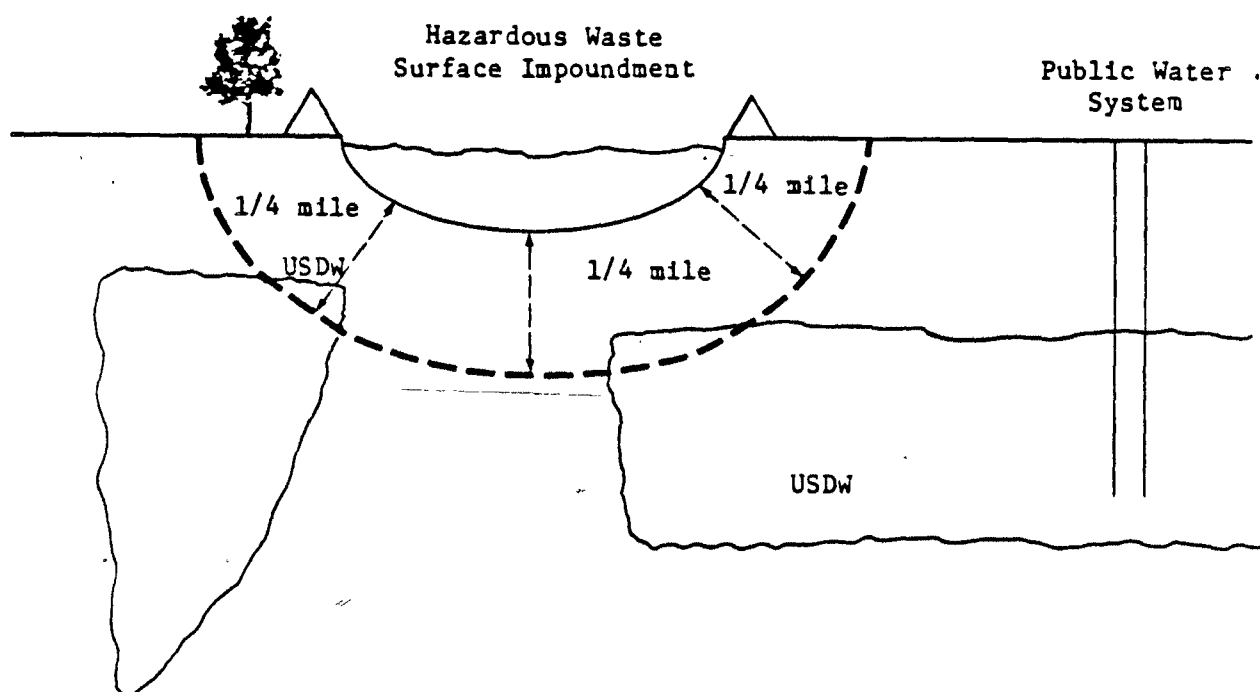 Hazardous Waste
Surface Impoundment
Public Water
System
1/4 mile
1/4 mile
USDW
1/4 mile
USDW